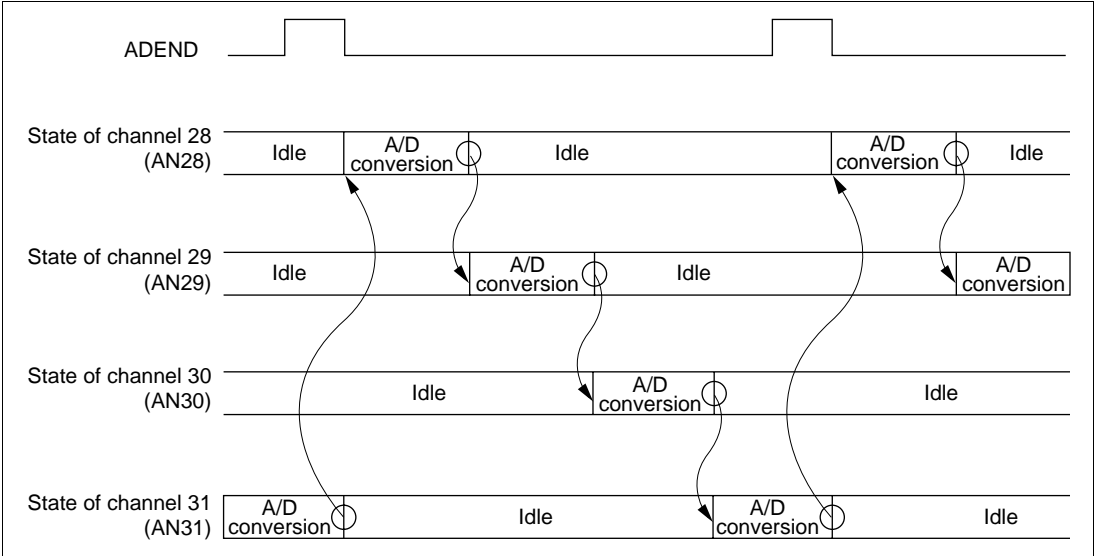 ADEND
State of channel 28
(AN28)
Idle
A/D
conversion
Idle
A/D
conversion
Idle
State of channel 29
(AN29)
Idle
A/D
conversion
Idle
A/D
conversion
State of channel 30
(AN30)
Idle
A/D
conversion
Idle
State of channel 31
(AN31)
A/D
conversion
Idle
A/D
conversion
Idle